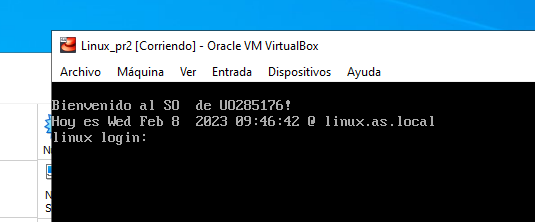 Linux_pr2 [Corriendo] - Oracle VM VirtualBox
Archivo Máquina Ver Entrada Dispositivos Ayuda
Bienvenido al SO  de UO285176!
Hoy es Wed Feb 8  2023 09:46:42 @ linux.as.local
linux login: